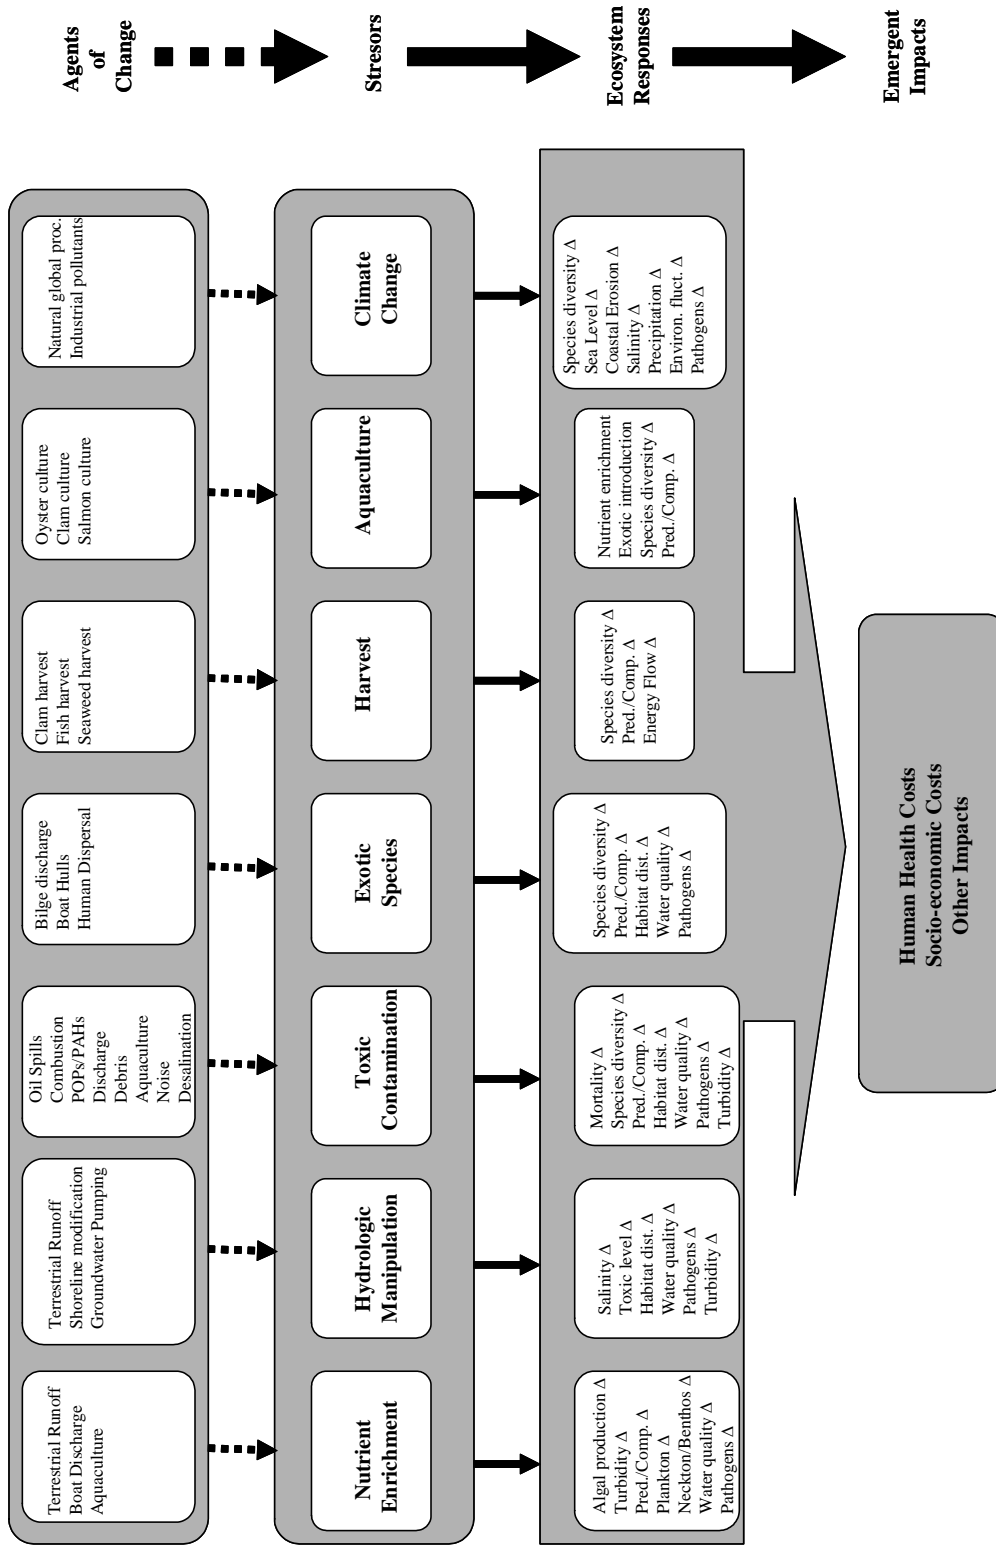 Terrestrial Runoff
Boat Discharge
Aquaculture
Terrestrial Runoff
Shoreline modification
Groundwater Pumping
Oil Spills
Combustion
POPs/PAHs
Discharge
Debris
Aquaculture
Noise
Desalination
Bilge discharge
Boat Hulls
Human Dispersal
Clam harvest
Fish harvest
Seaweed harvest
Oyster culture
Clam culture
Salmon culture
Natural global proc.
Industrial pollutants
Agents
of
Change
Nutrient
Enrichment
Hydrologic
Manipulation
Toxic
Contamination
Exotic
Species
Harvest
Aquaculture
Climate
Change
Stresors
Algal production Δ
Turbidity Δ
Pred./Comp. Δ
Plankton Δ
Neckton/Benthos Δ
Water quality Δ
Pathogens Δ
Salinity Δ
Toxic level Δ
Habitat dist. Δ
Water quality Δ
Pathogens Δ
Turbidity Δ
Mortality Δ
Species diversity Δ
Pred./Comp. Δ
Habitat dist. Δ
Water quality Δ
Pathogens Δ
Turbidity Δ
Species diversity Δ
Pred./Comp. Δ
Habitat dist. Δ
Water quality Δ
Pathogens Δ
Species diversity Δ
Pred./Comp. Δ
Energy Flow Δ
Nutrient enrichment
Exotic introduction
Species diversity Δ
Pred./Comp. Δ
Species diversity Δ
Sea Level Δ
Coastal Erosion Δ
Salinity Δ
Precipitation Δ
Environ. fluct. Δ
Pathogens Δ
Ecosystem
Responses
Human Health Costs
Socio-economic Costs
Other Impacts
Emergent
Impacts